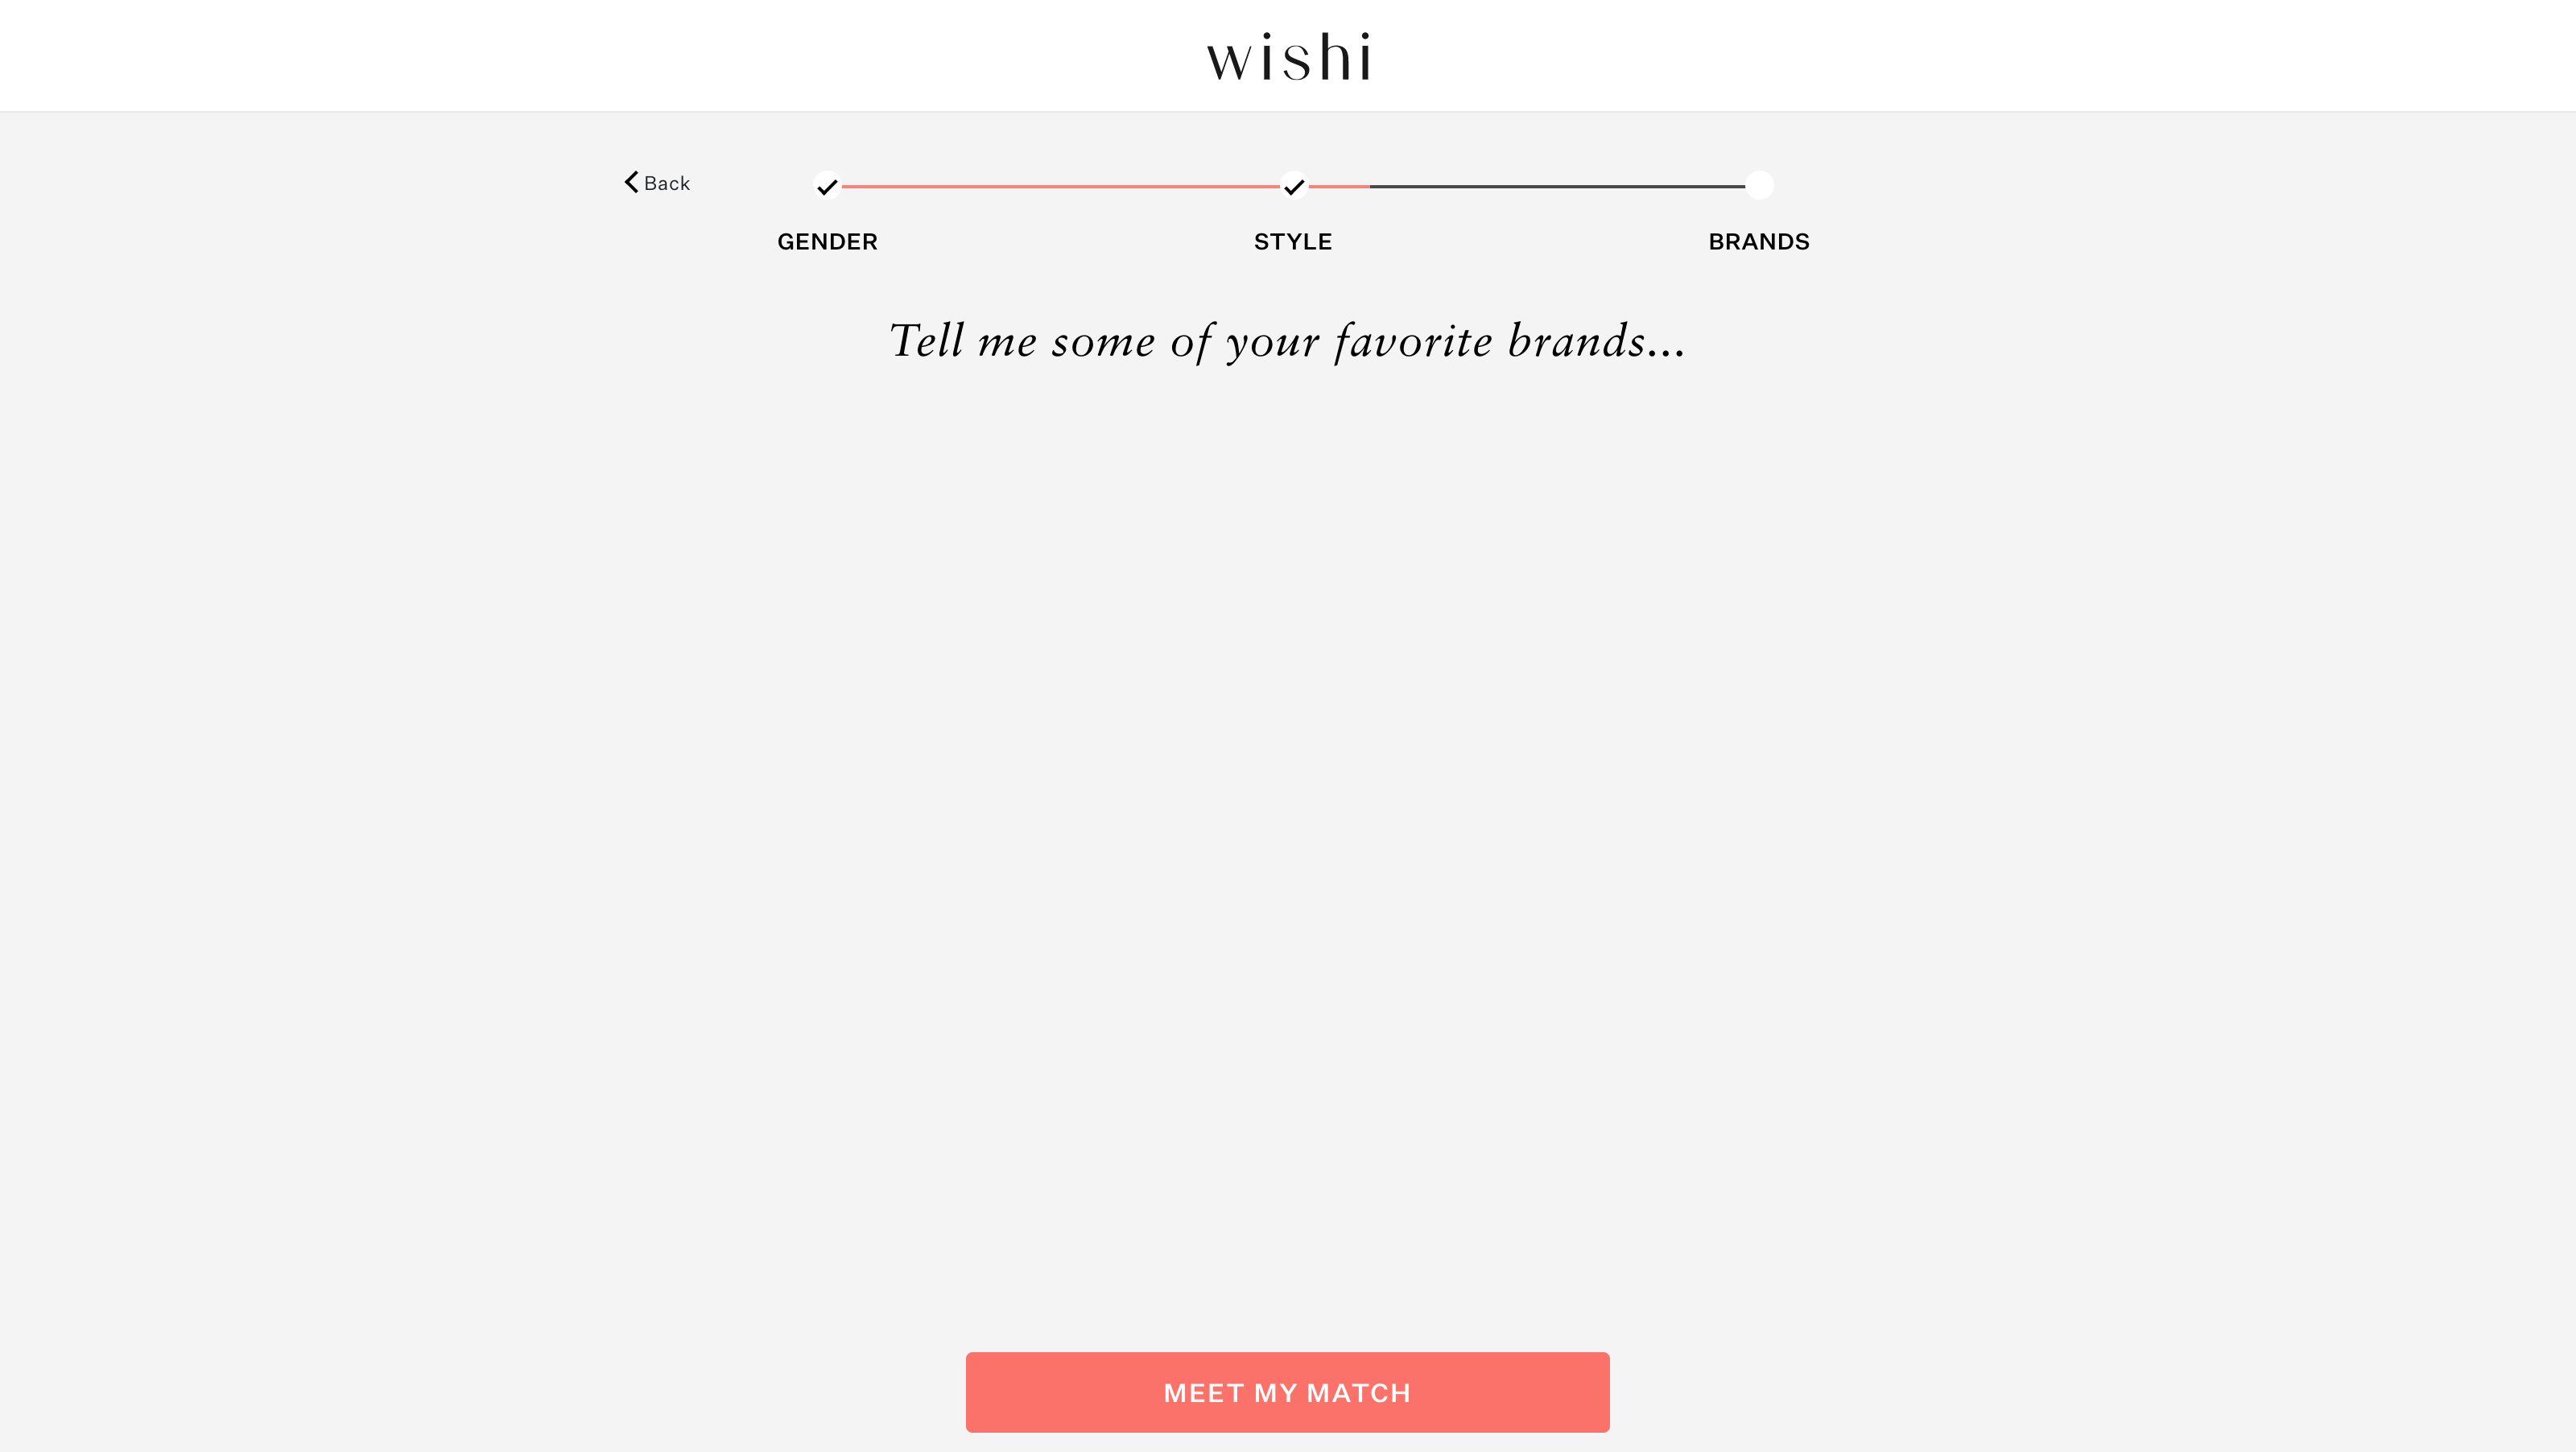 wishi
Back
GENDER
STYLE
BRANDS
Tell me some of your favorite brands...
MEET MY MATCH